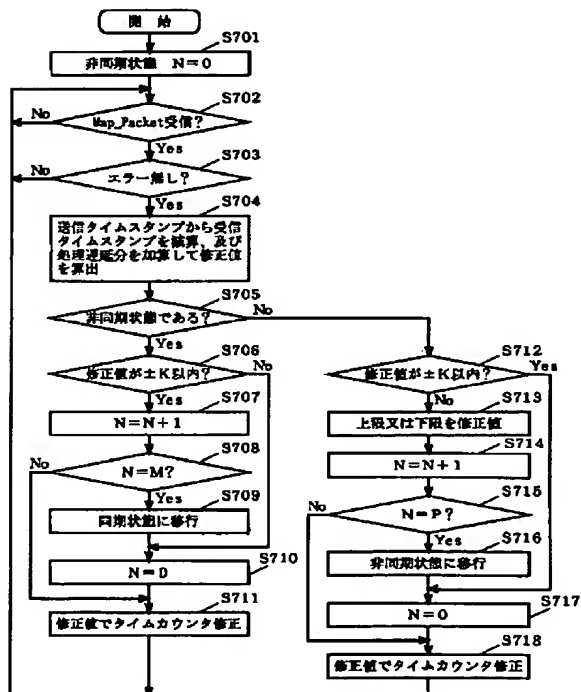 開 始
S701
非同期状態 N=0
S702
No
Map_Packet受信?
Yes
S703
No
エラー無し?
Yes
S704
送信タイムスタンプから受信
タイムスタンプを減算、及び
処理遅延分を加算して修正値
を算出
S705
非同期状態である?
No
Yes
S706
修正値が±K以内?
No
Yes
S707
N=N+1
S708
No
N=M?
Yes
S709
同期状態に移行
S710
N=0
S711
修正値でタイムカウンタ修正
S712
修正値が±K以内?
Yes
No
S713
上限又は下限を修正値
S714
N=N+1
S715
No
N=P?
Yes
S716
非同期状態に移行
S717
N=0
S718
修正値でタイムカウンタ修正